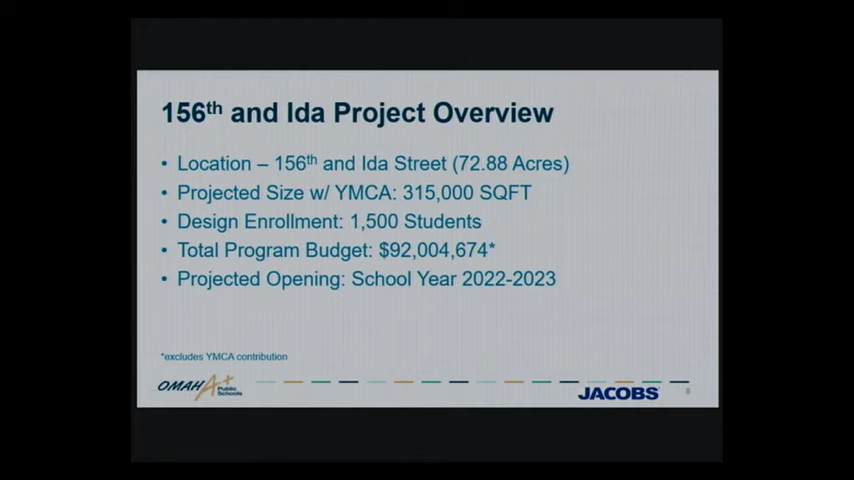 156th and Ida Project Overview
• Location – 156th and Ida Street (72.88 Acres)
• Projected Size w/ YMCA: 315,000 SQFT
• Design Enrollment: 1,500 Students
• Total Program Budget: $92,004,674*
• Projected Opening: School Year 2022-2023
*excludes YMCA contribution
OMAHA+ Public Schools
JACOBS
8